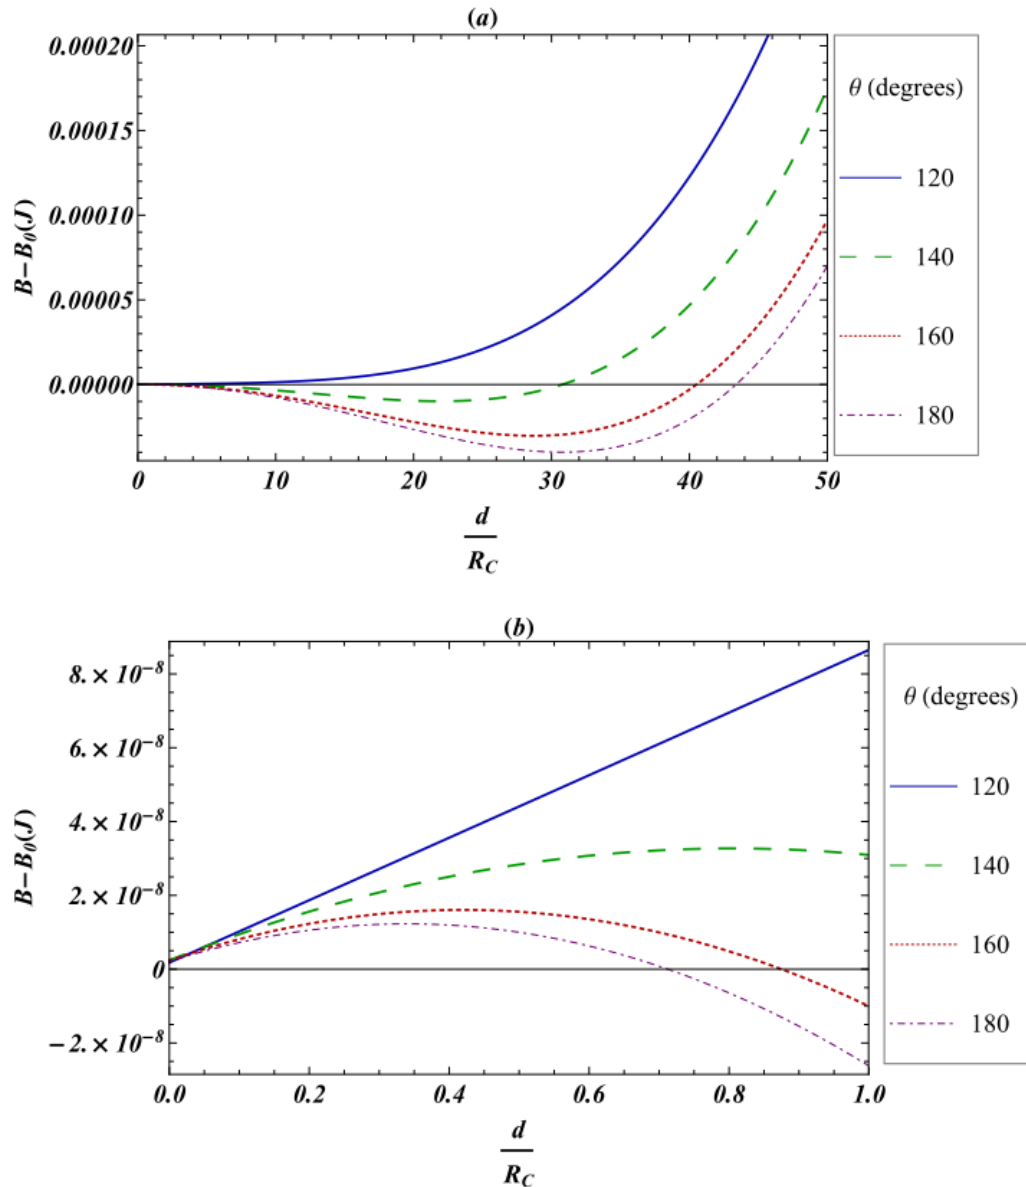 (a)
0.00020
0.00015
0.00010
0.00005
0.00000
B−B₀(J)
0 10 20 30 40 50
d
R_C
θ (degrees)
120
140
160
180
(b)
8.×10⁻⁸
6.×10⁻⁸
4.×10⁻⁸
2.×10⁻⁸
0
−2.×10⁻⁸
B−B₀(J)
0.0 0.2 0.4 0.6 0.8 1.0
d
R_C
θ (degrees)
120
140
160
180